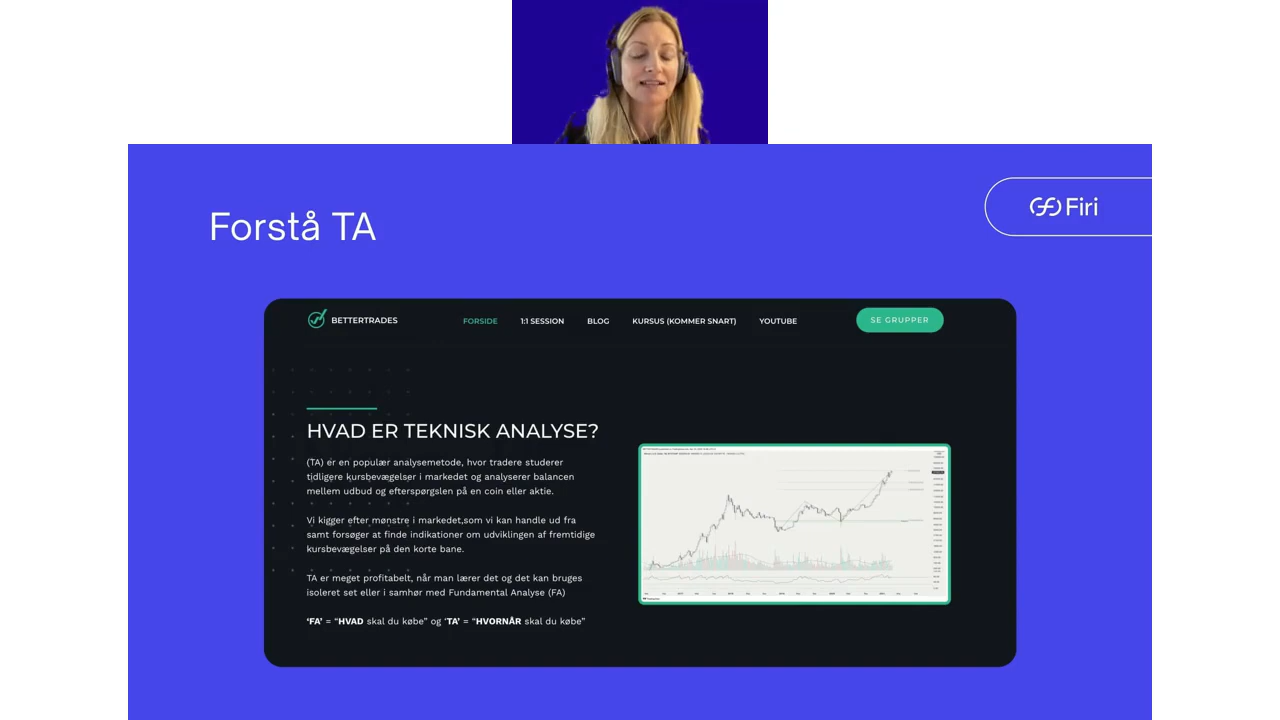 Forstå TA
Firi
BETTERTRADES
FORSIDE
1:1 SESSION
BLOG
KURSUS (KOMMER SNART)
YOUTUBE
SE GRUPPER
HVAD ER TEKNISK ANALYSE?
(TA) er en populær analysemetode, hvor tradere studerer
tidligere kursbevægelser i markedet og analyserer balancen
mellem udbud og efterspørgslen på en coin eller aktie.
Vi kigger efter mønstre i markedet,som vi kan handle ud fra
samt forsøger at finde indikationer om udviklingen af fremtidige
kursbevægelser på den korte bane.
TA er meget profitabelt, når man lærer det og det kan bruges
isoleret set eller i samhør med Fundamental Analyse (FA)
‘FA’ = “HVAD skal du købe” og ‘TA’ = “HVORNÅR skal du købe”